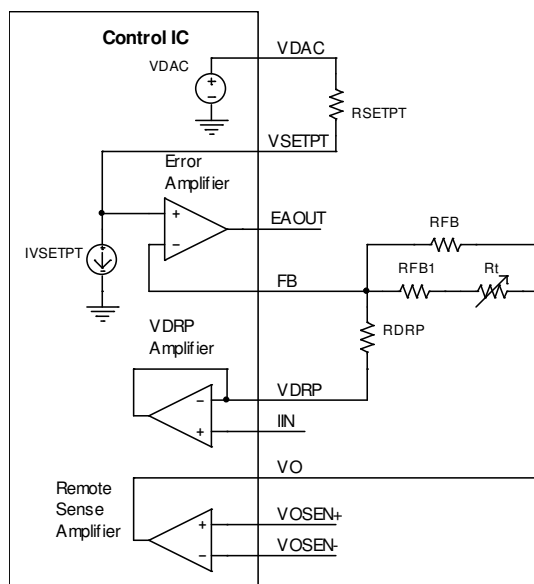 Control IC
VDAC
VDAC
RSETPT
VSETPT
Error
Amplifier
+
-
EAOUT
IVSETPT
RFB
FB
RFB1
Rt
RDRP
VDRP
Amplifier
-
VDRP
+
IIN
VO
Remote
Sense
Amplifier
+
VOSEN+
-
VOSEN-